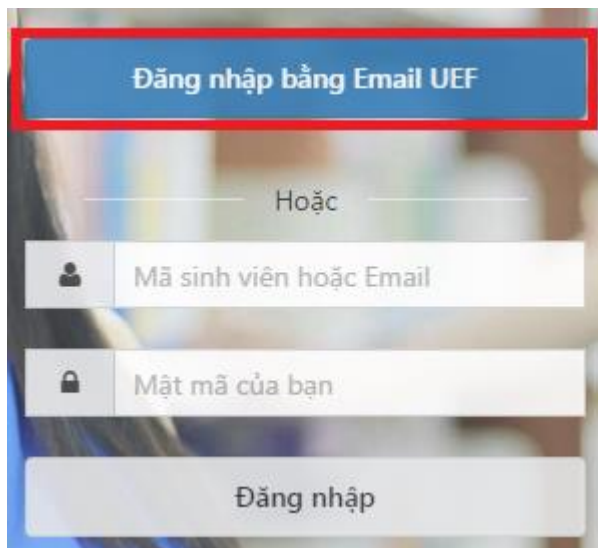 Đăng nhập bằng Email UEF
Hoặc
Mã sinh viên hoặc Email
Mật mã của bạn
Đăng nhập